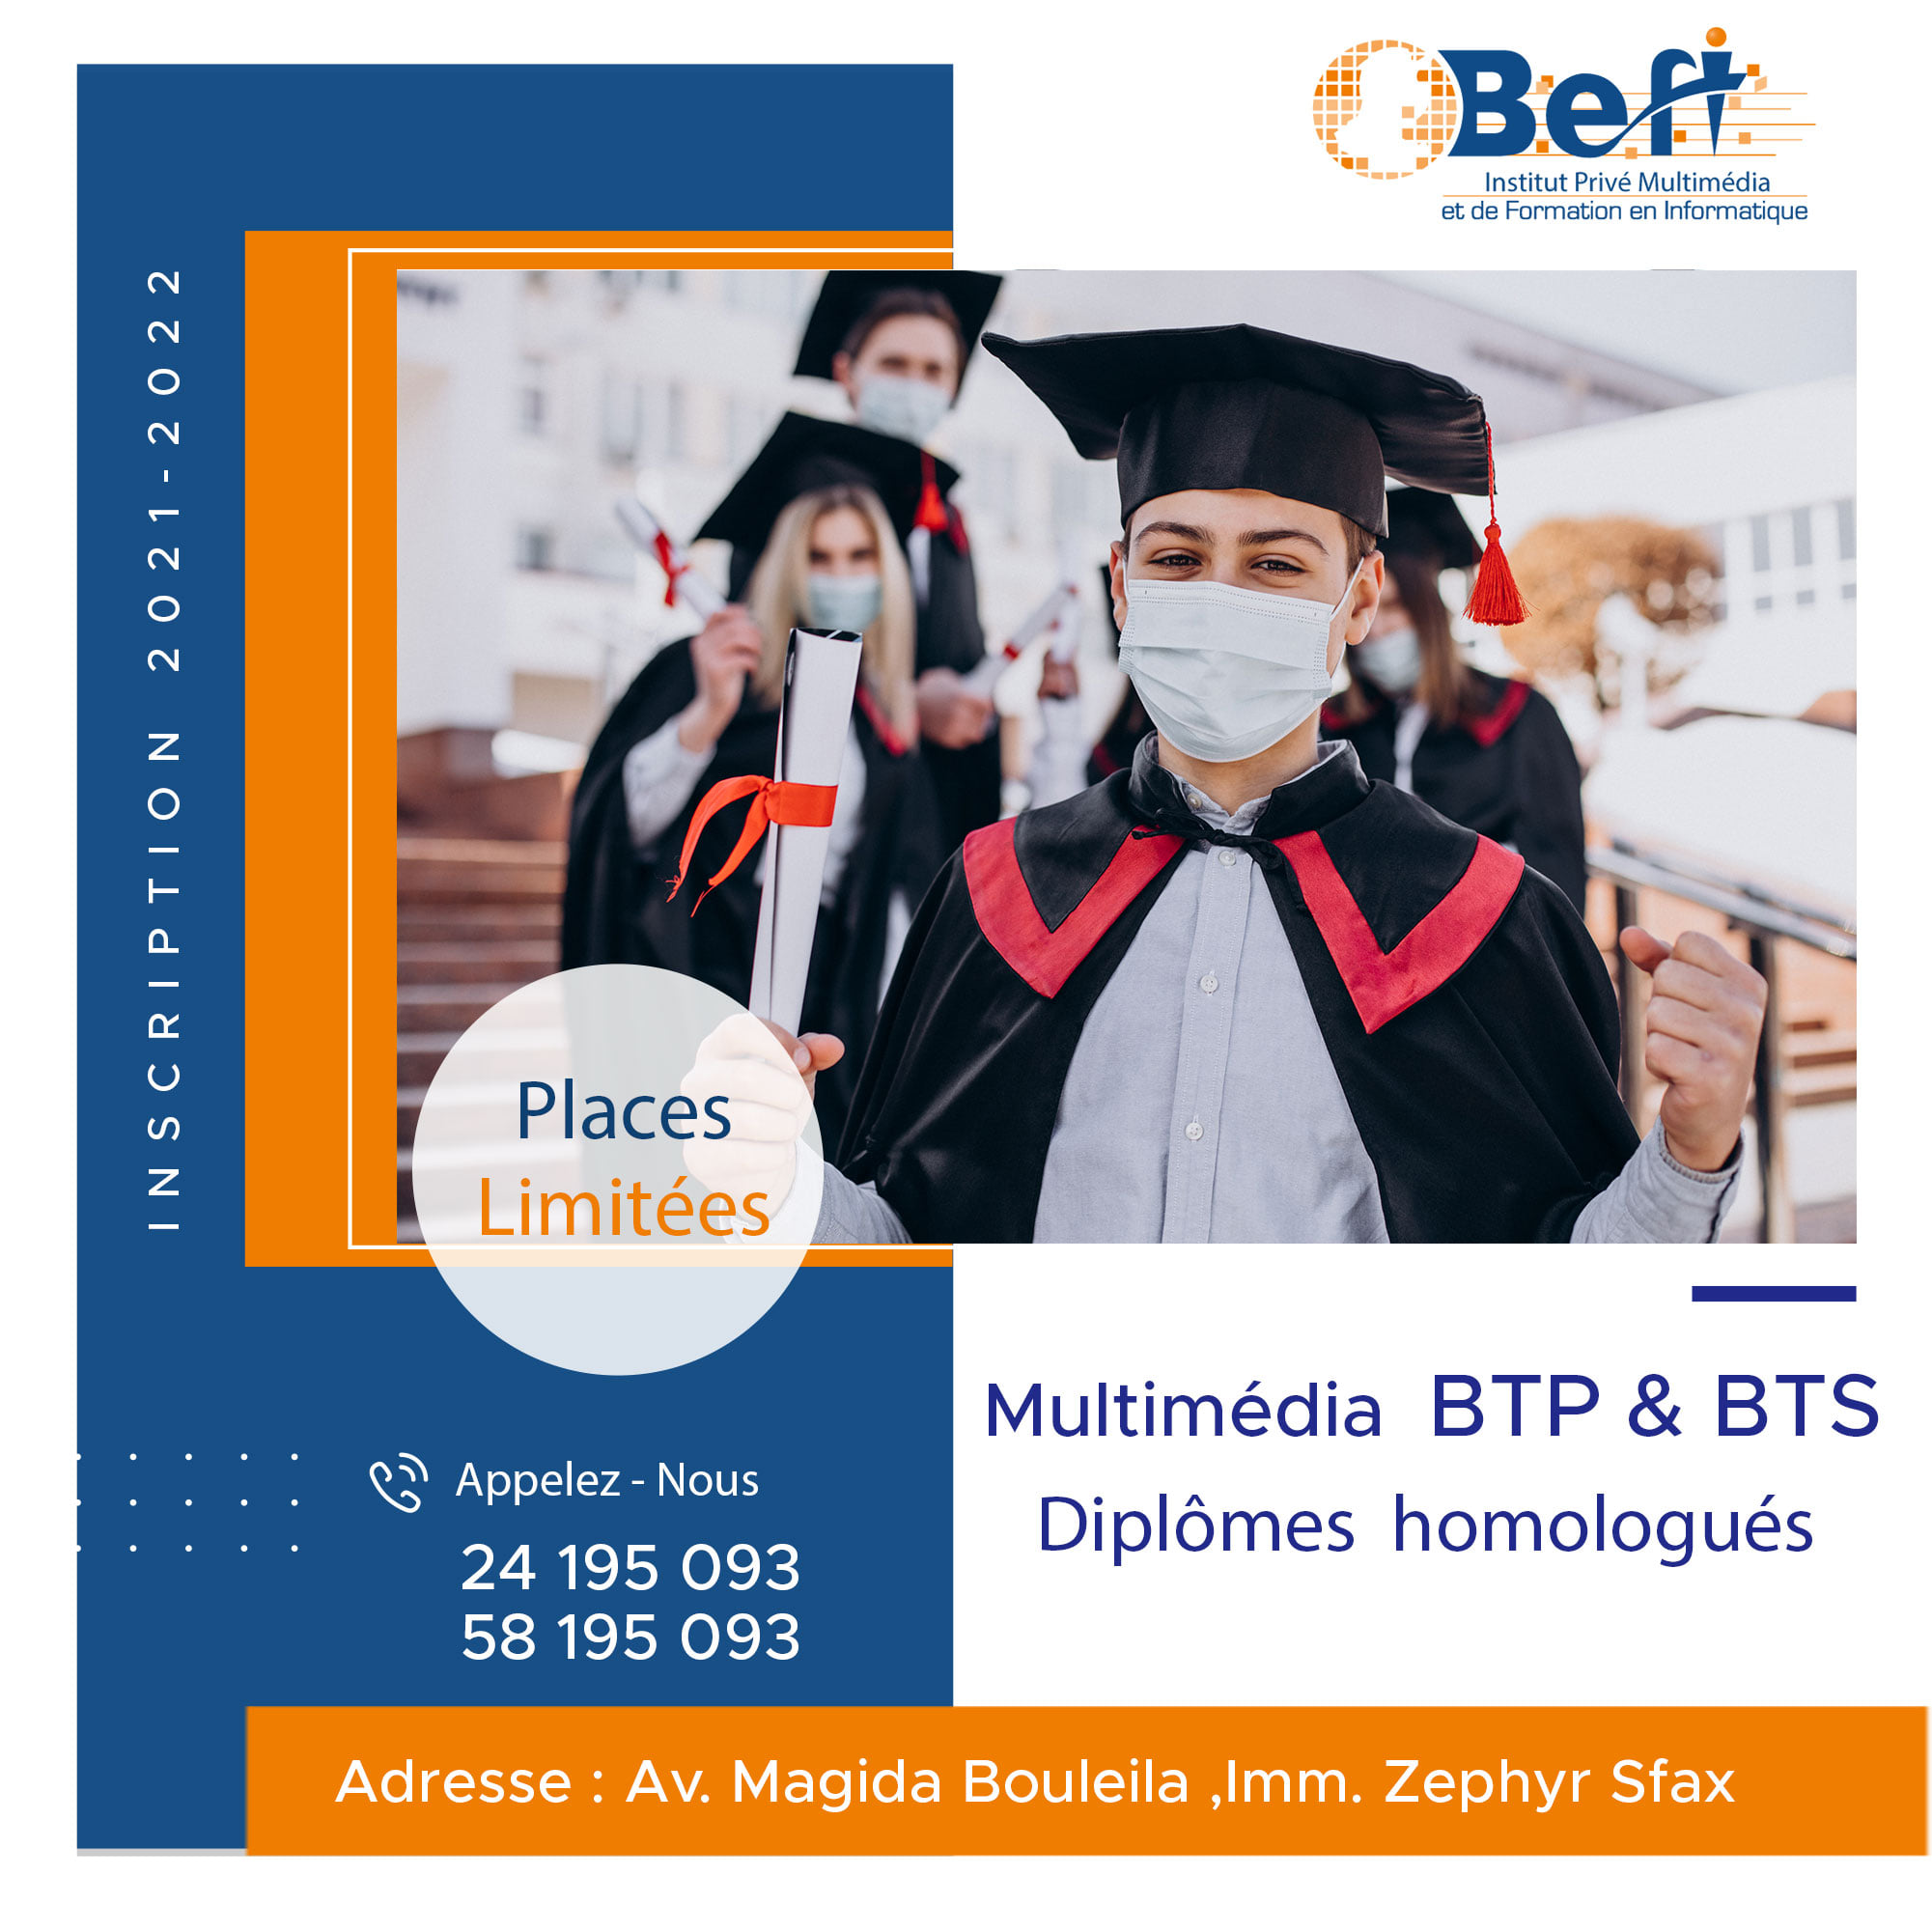 Befi
Institut Privé Multimédia
et de Formation en Informatique
INSCRIPTION 2021-2022
Places
Limitées
Multimédia BTP & BTS
Diplômes homologués
Appelez - Nous
24 195 093
58 195 093
Adresse : Av. Magida Bouleila ,Imm. Zephyr Sfax